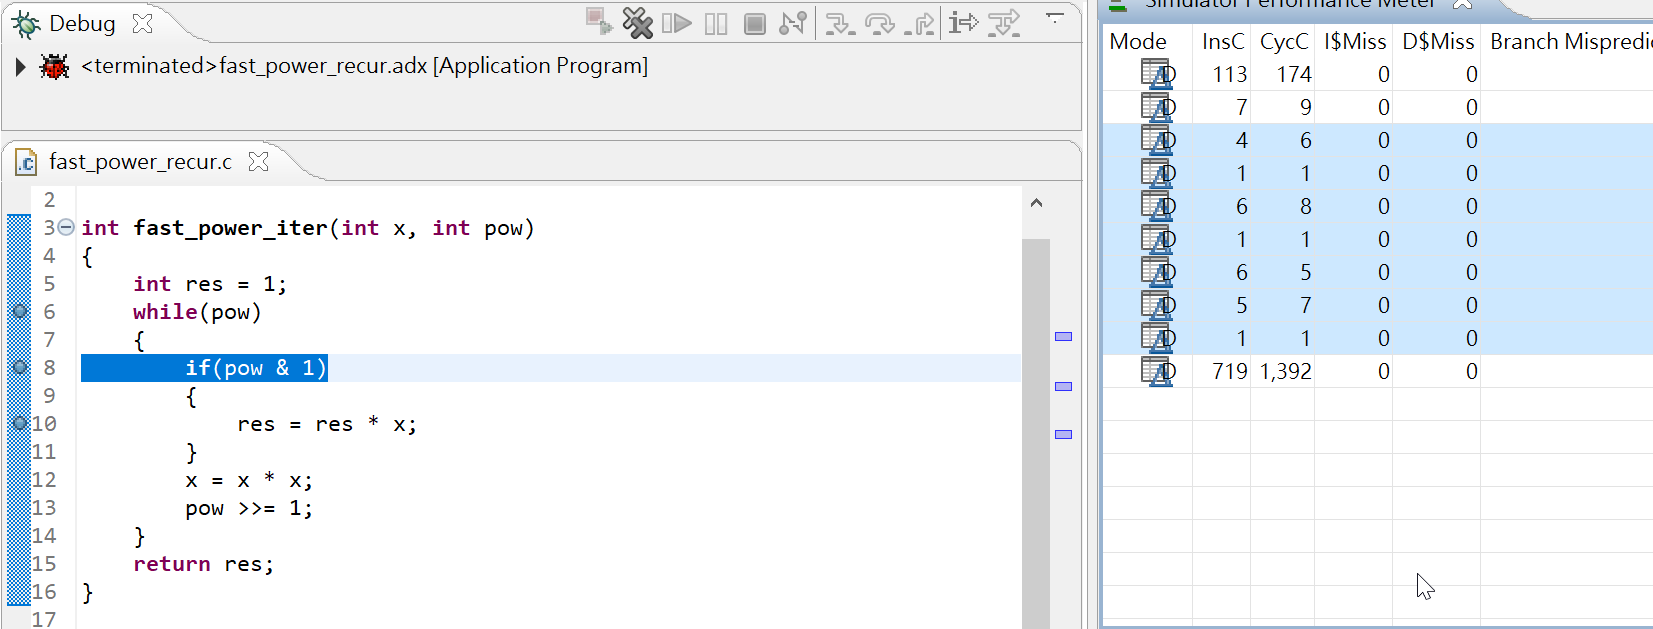 Debug
<terminated>fast_power_recur.adx [Application Program]
fast_power_recur.c
2
3 int fast_power_iter(int x, int pow)
4 {
5 int res = 1;
6 while(pow)
7 {
8 if(pow & 1)
9 {
10 res = res * x;
11 }
12 x = x * x;
13 pow >>= 1;
14 }
15 return res;
16 }
17
Simulator Performance Meter
Mode InsC CycC I$Miss D$Miss Branch Mispredic
D 113 174 0 0
D 7 9 0 0
D 4 6 0 0
D 1 1 0 0
D 6 8 0 0
D 1 1 0 0
D 6 5 0 0
D 5 7 0 0
D 1 1 0 0
D 719 1,392 0 0